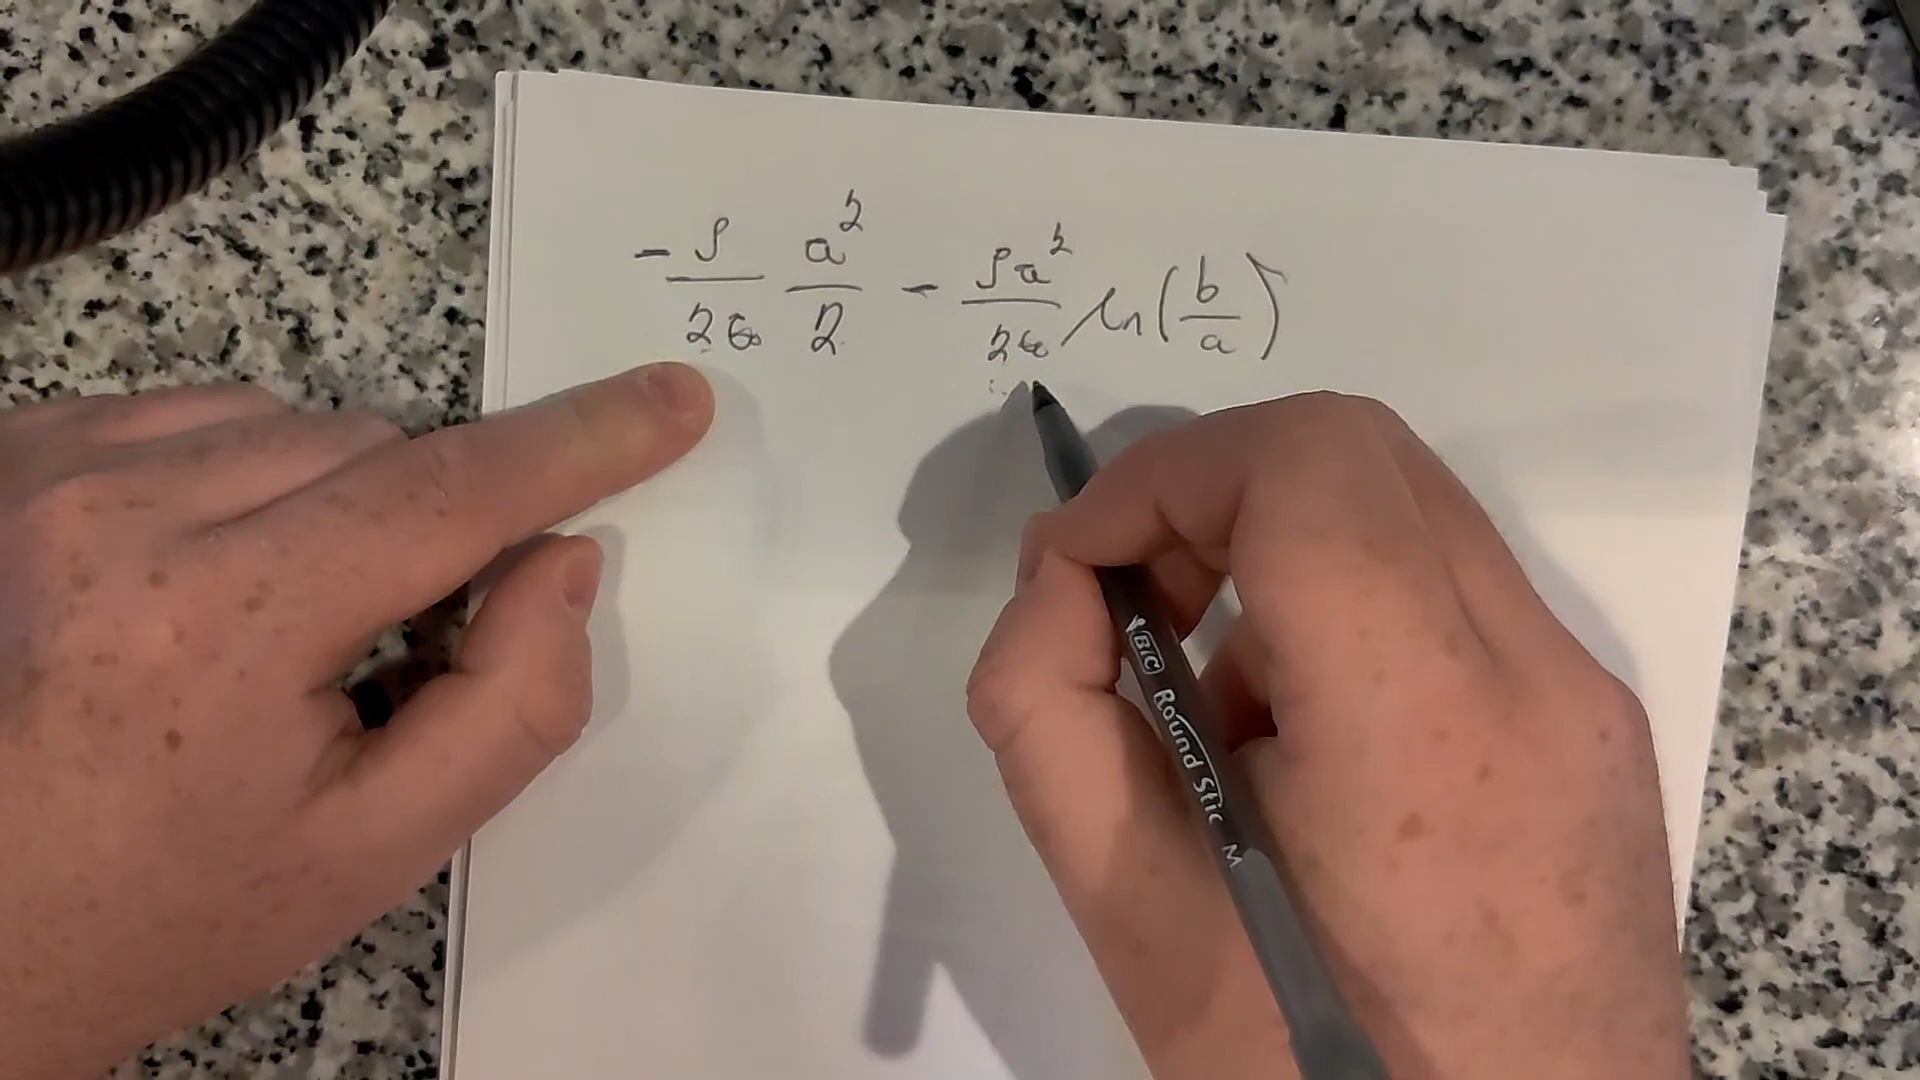 -ρ/2ε₀ a²/2 - ρa²/2ε₀ ln(b/a)
BIC Round Stic M